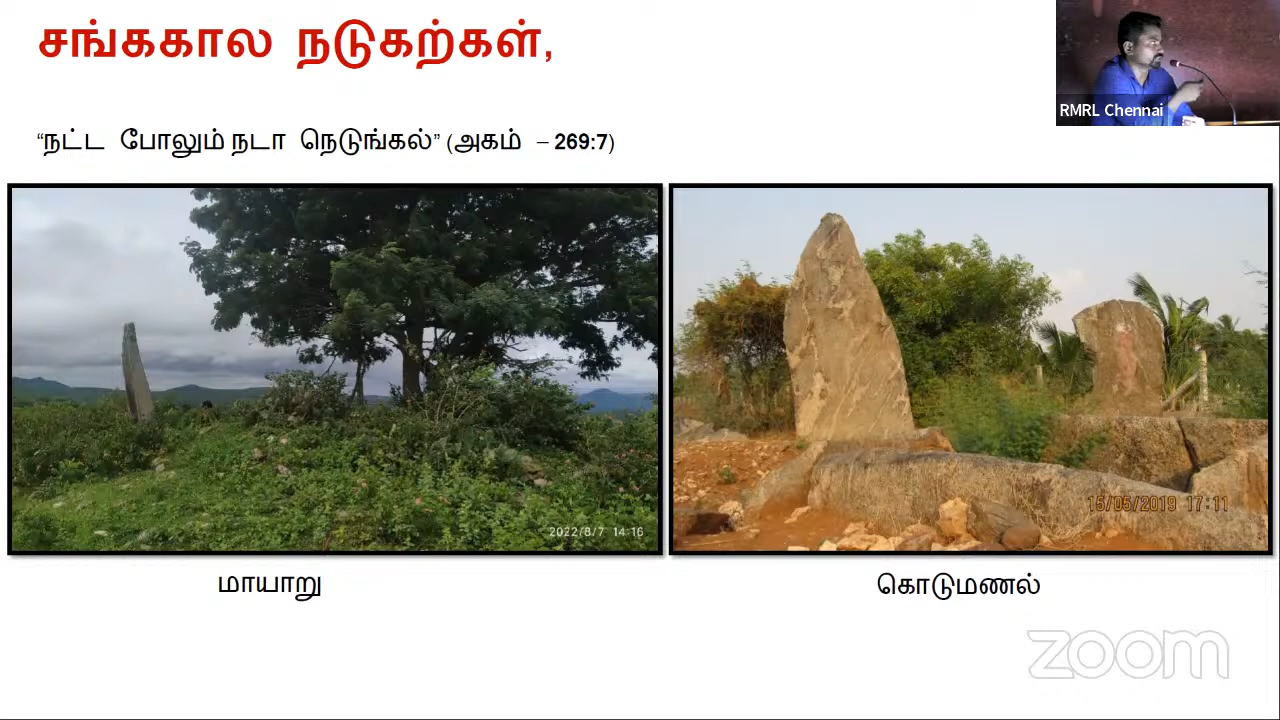 சங்ககால நடுகற்கள்,
RMRL Chennai
“நட்ட போலும் நடா நெடுங்கல்” (அகம் – 269:7)
2022/8/7 14:16
15/05/2019 17:11
மாயாறு
கொடுமணல்
zoom